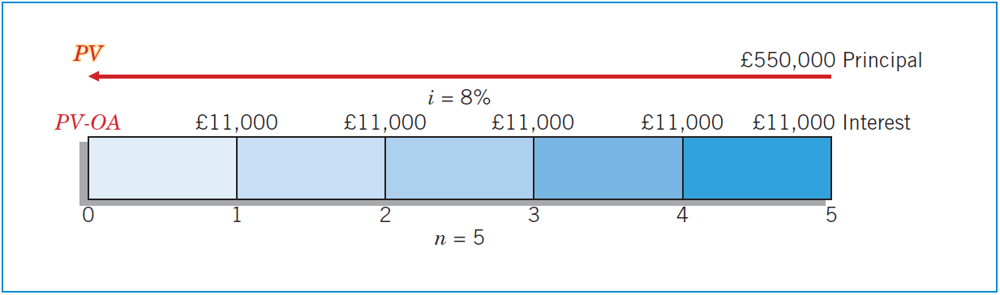 PV
£550,000 Principal
i = 8%
PV-OA £11,000 £11,000 £11,000 £11,000 £11,000 Interest
0 1 2 3 4 5
n = 5